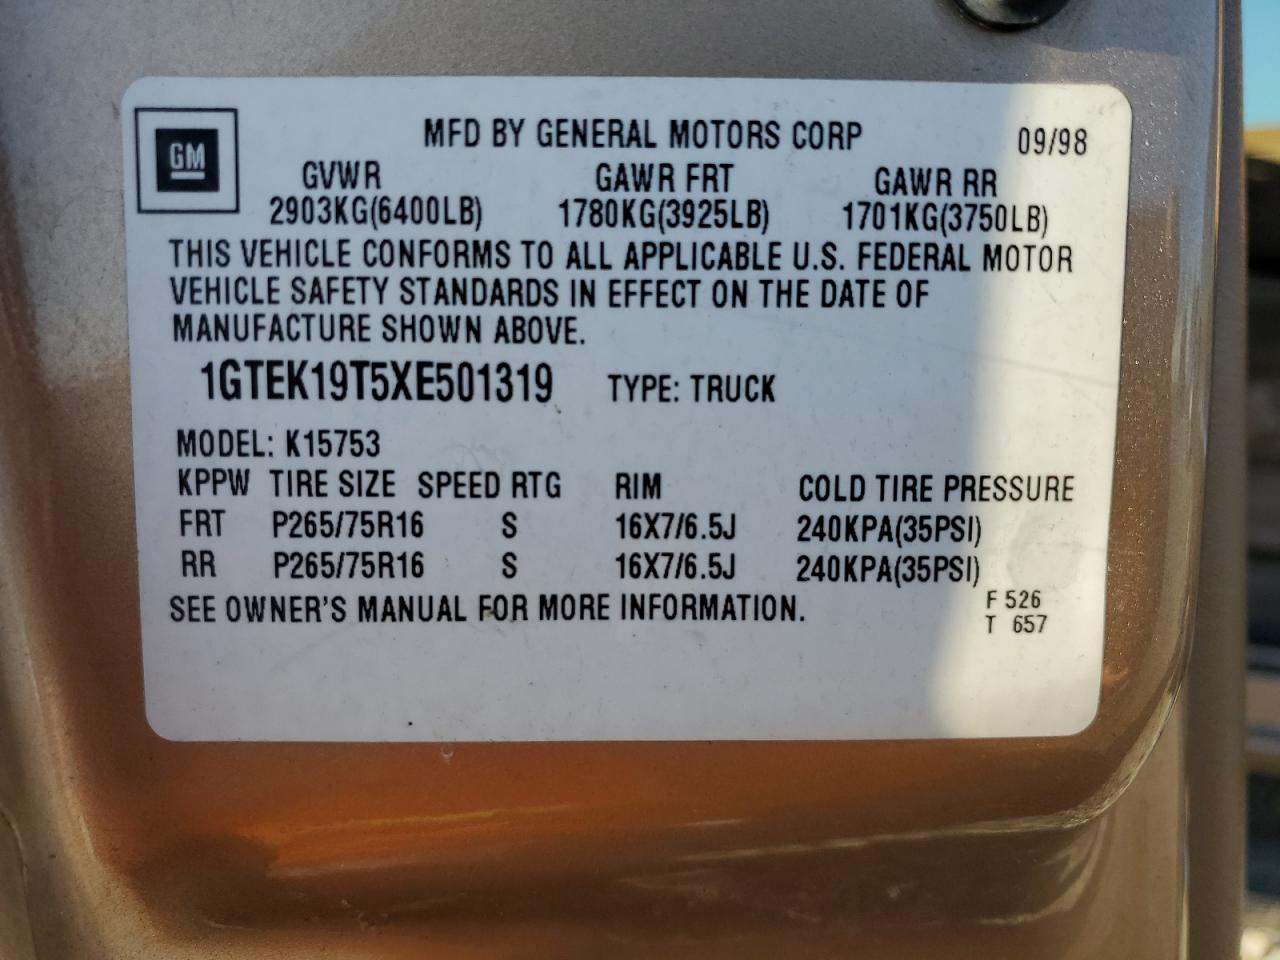 MFD BY GENERAL MOTORS CORP 09/98
GM
GVWR GAWR FRT GAWR RR
2903KG(6400LB) 1780KG(3925LB) 1701KG(3750LB)
THIS VEHICLE CONFORMS TO ALL APPLICABLE U.S. FEDERAL MOTOR
VEHICLE SAFETY STANDARDS IN EFFECT ON THE DATE OF
MANUFACTURE SHOWN ABOVE.
1GTEK19T5XE501319 TYPE: TRUCK
MODEL: K15753
KPPW TIRE SIZE SPEED RTG RIM COLD TIRE PRESSURE
FRT P265/75R16 S 16X7/6.5J 240KPA(35PSI)
RR P265/75R16 S 16X7/6.5J 240KPA(35PSI)
SEE OWNER'S MANUAL FOR MORE INFORMATION.
F 526
T 657